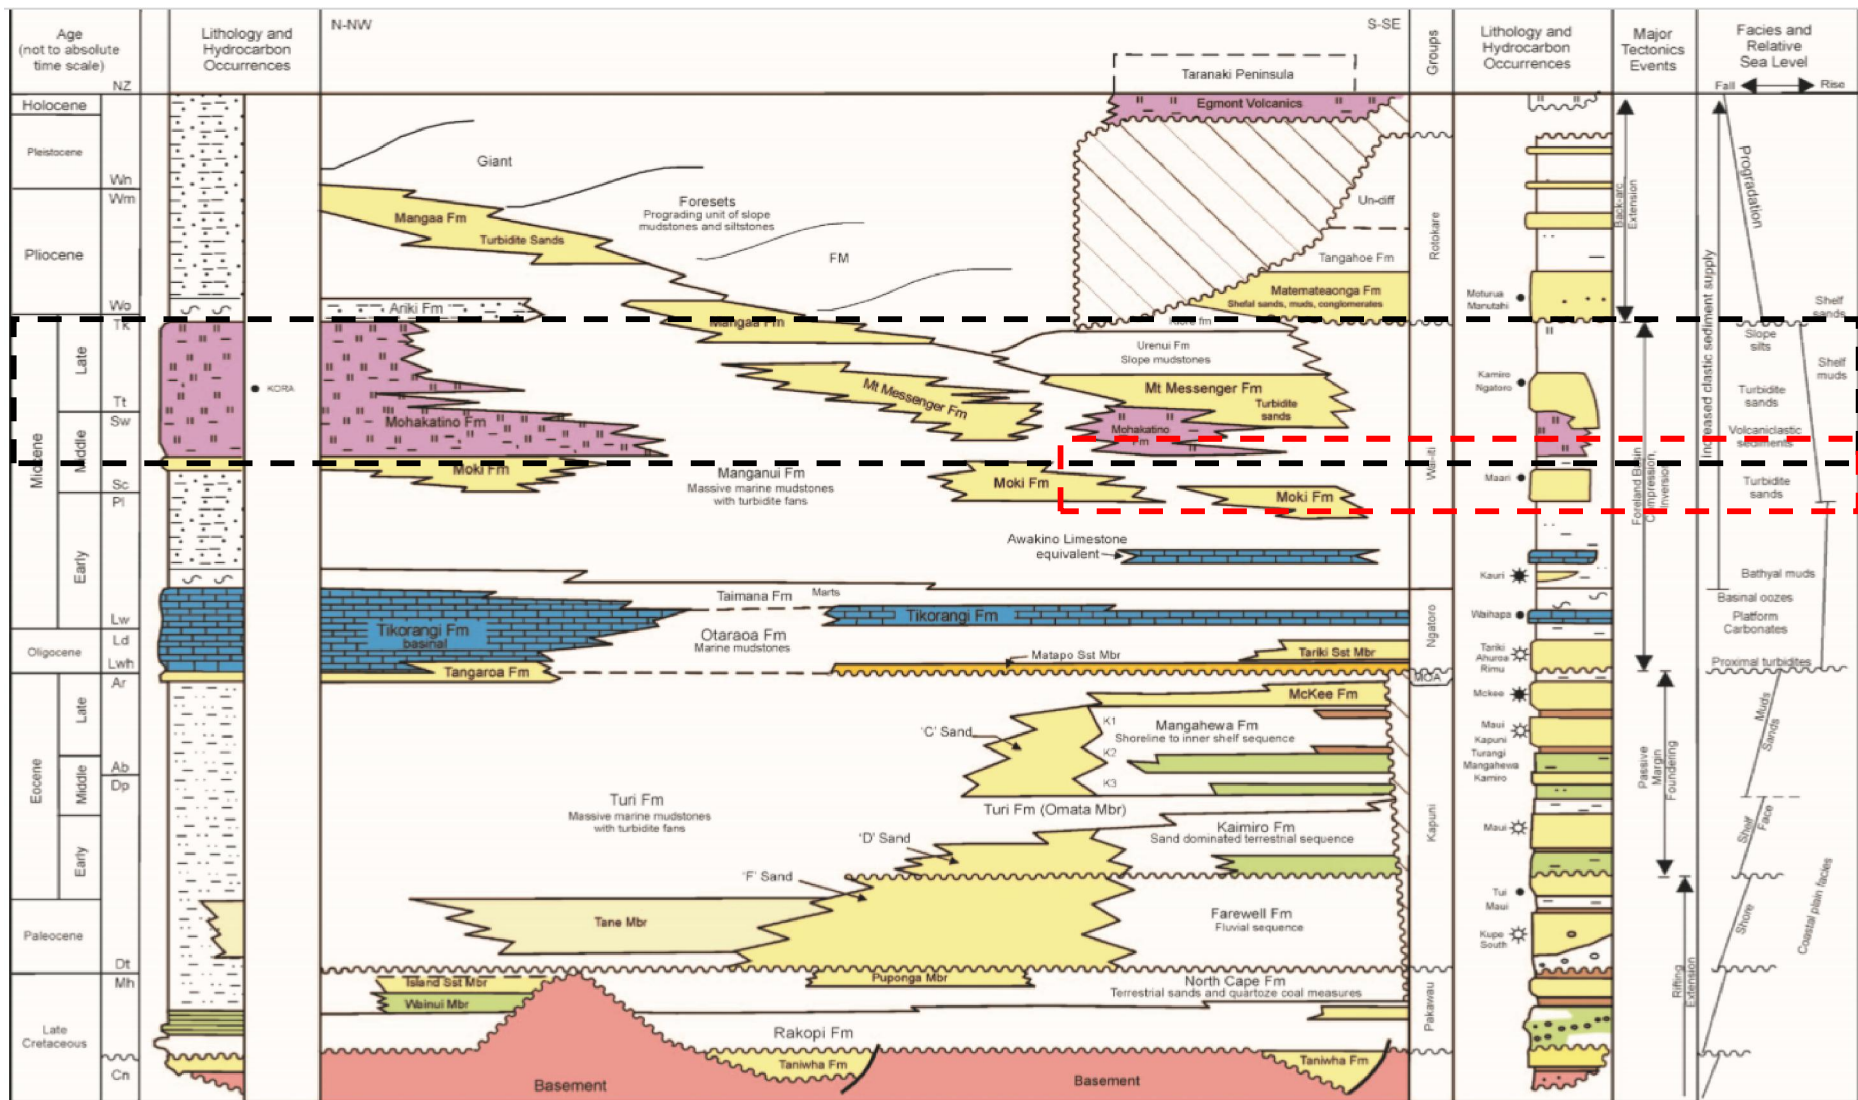 Age
(not to absolute
time scale)
NZ
Lithology and
Hydrocarbon
Occurrences
N-NW
S-SE
Taranaki Peninsula
Groups
Lithology and
Hydrocarbon
Occurrences
Major
Tectonics
Events
Facies and
Relative
Sea Level
Fall
Rise
Holocene
Pleistocene
Wn
Wm
Pliocene
Wo
Miocene
Late
Middle
Early
Tk
Tt
Sw
Sc
Pl
Lw
Oligocene
Ld
Lwh
Eocene
Late
Middle
Early
Ar
Ab
Dp
Paleocene
Dt
Mh
Late
Cretaceous
Cn
KORA
Egmont Volcanics
Giant
Foresets
Prograding unit of slope
mudstones and siltstones
FM
Mangaa Fm
Turbidite Sands
Un-diff
Tangahoe Fm
Ariki Fm
Mangaa Fm
Matemateaonga Fm
Shelfal sands, muds, conglomerates
Urenui Fm
Slope mudstones
Mt Messenger Fm
Mt Messenger Fm
Turbidite
sands
Mohakatino Fm
Mohakatino
Fm
Moki Fm
Manganui Fm
Massive marine mudstones
with turbidite fans
Moki Fm
Moki Fm
Awakino Limestone
equivalent
Taimana Fm
Marts
Tikorangi Fm
basinal
Tikorangi Fm
Otaraoa Fm
Marine mudstones
Matapo Sst Mbr
Tariki Sst Mbr
Tangaroa Fm
McKee Fm
'C' Sand
K1
K2
K3
Mangahewa Fm
Shoreline to inner shelf sequence
Turi Fm
Massive marine mudstones
with turbidite fans
Turi Fm (Omata Mbr)
'D' Sand
Kaimiro Fm
Sand dominated terrestrial sequence
'F' Sand
Tane Mbr
Farewell Fm
Fluvial sequence
Island Sst Mbr
Wainui Mbr
Puponga Mbr
North Cape Fm
Terrestrial sands and quartoze coal measures
Rakopi Fm
Taniwha Fm
Taniwha Fm
Basement
Basement
Rotokare
Wai-iti
Ngatoro
MOA
Kapuni
Pakawau
Moturua
Manutahi
Kamiro
Ngatoro
Maari
Kauri
Waihapa
Tariki
Ahuroa
Rimu
Mckee
Maui
Kapuni
Turangi
Mangahewa
Kamiro
Maui
Tui
Maui
Kupe
South
Back-arc
Extension
Foreland Basin
Compression,
Inversion
Passive
Margin
Foundering
Rifting
Extension
Increased clastic sediment supply
Progradation
Shelf
sands
Slope
silts
Shelf
muds
Turbidite
sands
Volcaniclastic
sediments
Turbidite
sands
Bathyal muds
Basinal oozes
Platform
Carbonates
Proximal turbidites
Muds
Sands
Shelf
Face
Shore
Coastal plain facies